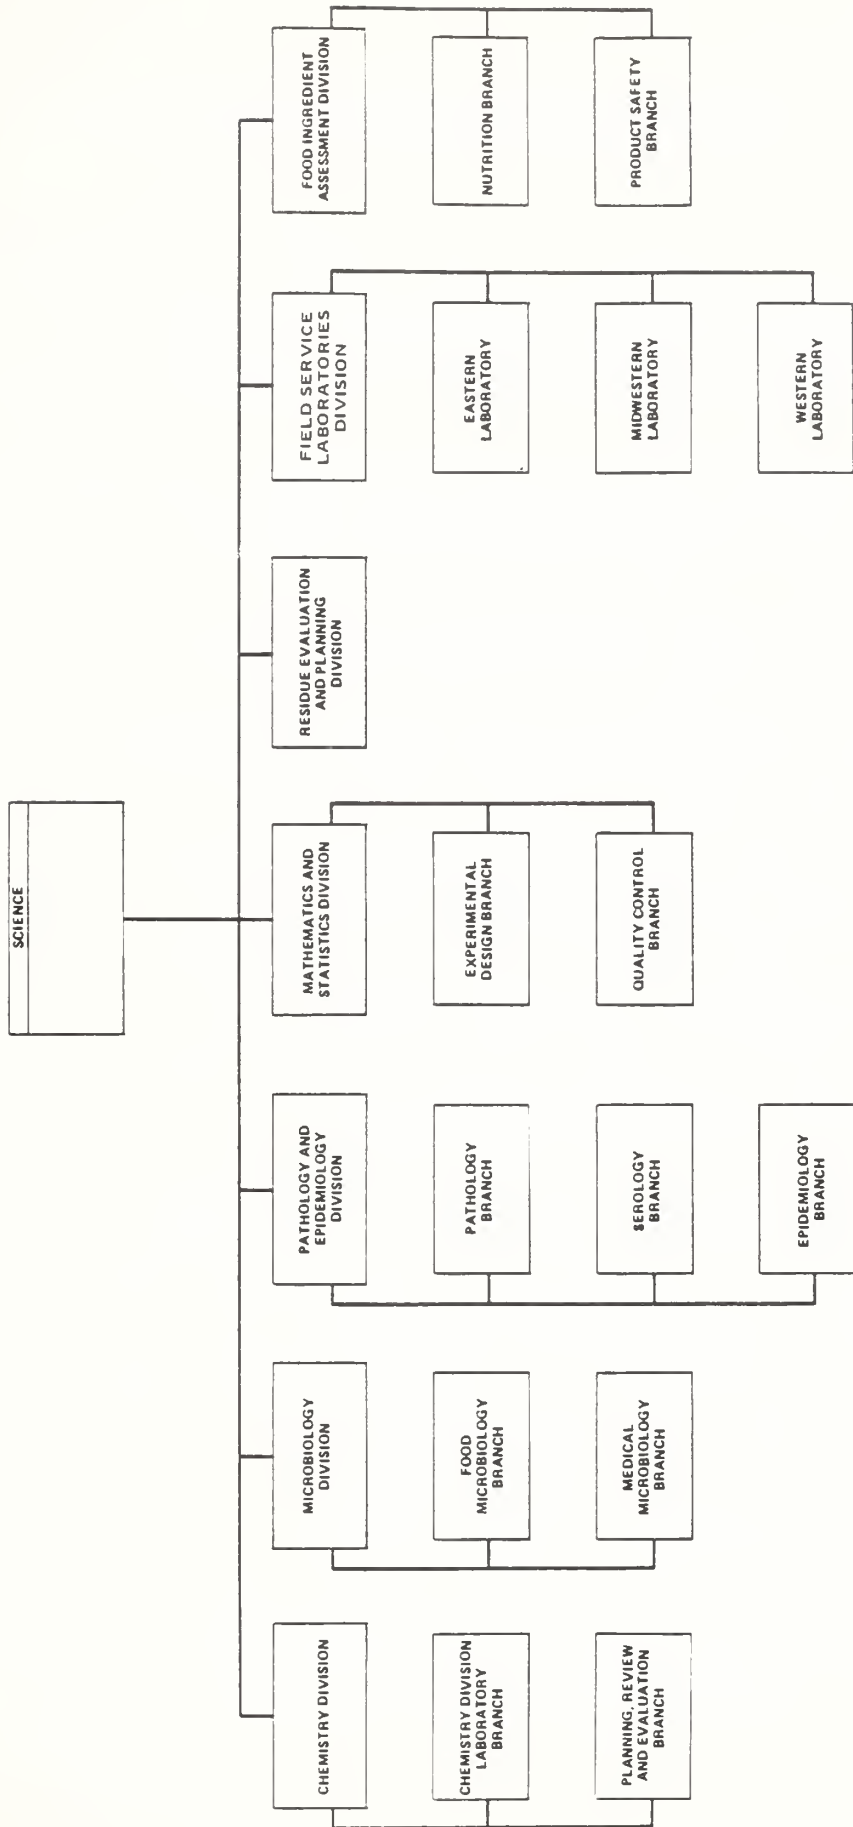 SCIENCE
CHEMISTRY DIVISION
CHEMISTRY DIVISION
LABORATORY
BRANCH
PLANNING, REVIEW
AND EVALUATION
BRANCH
MICROBIOLOGY
DIVISION
FOOD
MICROBIOLOGY
BRANCH
MEDICAL
MICROBIOLOGY
BRANCH
PATHOLOGY AND
EPIDEMIOLOGY
DIVISION
PATHOLOGY
BRANCH
SEROLOGY
BRANCH
EPIDEMIOLOGY
BRANCH
MATHEMATICS AND
STATISTICS DIVISION
EXPERIMENTAL
DESIGN BRANCH
QUALITY CONTROL
BRANCH
RESIDUE EVALUATION
AND PLANNING
DIVISION
FIELD SERVICE
LABORATORIES
DIVISION
EASTERN
LABORATORY
MIDWESTERN
LABORATORY
WESTERN
LABORATORY
FOOD INGREDIENT
ASSESSMENT DIVISION
NUTRITION BRANCH
PRODUCT SAFETY
BRANCH